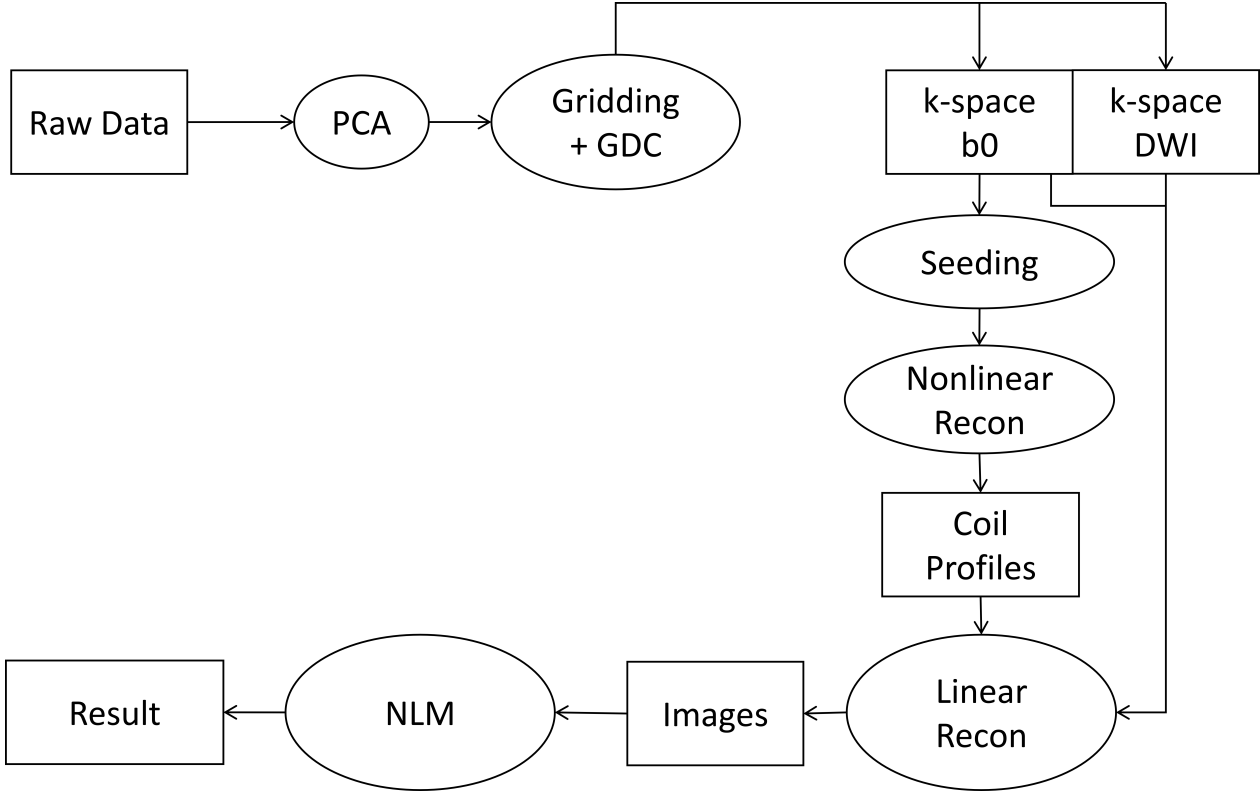 Raw Data
PCA
Gridding
+ GDC
k-space
b0
k-space
DWI
Seeding
Nonlinear
Recon
Coil
Profiles
Linear
Recon
Images
NLM
Result